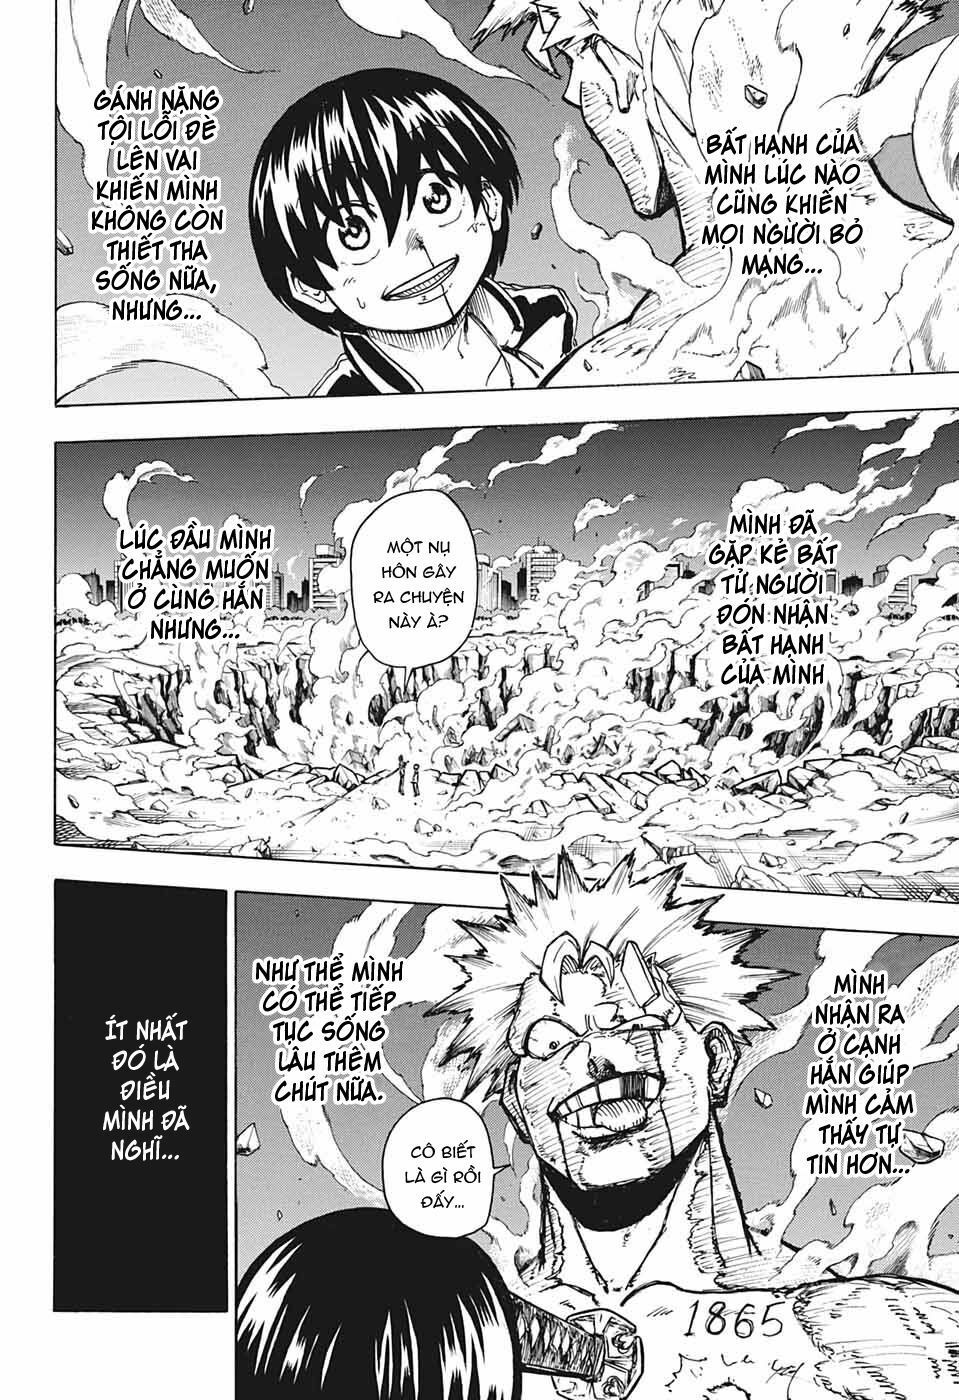 BẤT HẠNH CỦA
MÌNH LÚC NÀO
CŨNG KHIẾN
MỌI NGƯỜI BỎ
MẠNG...
GÁNH NẶNG
TỘI LỖI ĐÈ
LÊN VAI
KHIẾN MÌNH
KHÔNG CÒN
THIẾT THA
SỐNG NỮA,
NHƯNG...
MÌNH ĐÃ
GẶP KẺ BẤT
TỬ NGƯỜI
ĐÓN NHẬN
BẤT HẠNH
CỦA MÌNH
MỘT NỤ
HÔN GÂY
RA CHUYỆN
NÀY À?
LÚC ĐẦU MÌNH
CHẲNG MUỐN
Ở CÙNG HẮN
NHƯNG...
MÌNH
NHẬN RA
Ở CẠNH
HẮN GIÚP
MÌNH CẢM
THẤY TỰ
TIN HƠN...
NHƯ THỂ MÌNH
CÓ THỂ TIẾP
TỤC SỐNG
LÂU THÊM
CHÚT NỮA.
CÔ BIẾT
LÀ GÌ RỒI
ĐẤY...
1865
ÍT NHẤT
ĐÓ LÀ
ĐIỀU
MÌNH ĐÃ
NGHĨ...